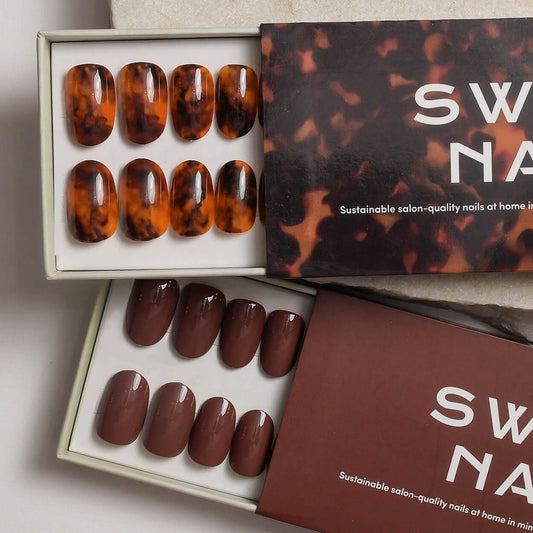 SW
NA
Sustainable salon-quality nails at home in
SW
NA
Sustainable salon-quality nails at home in min